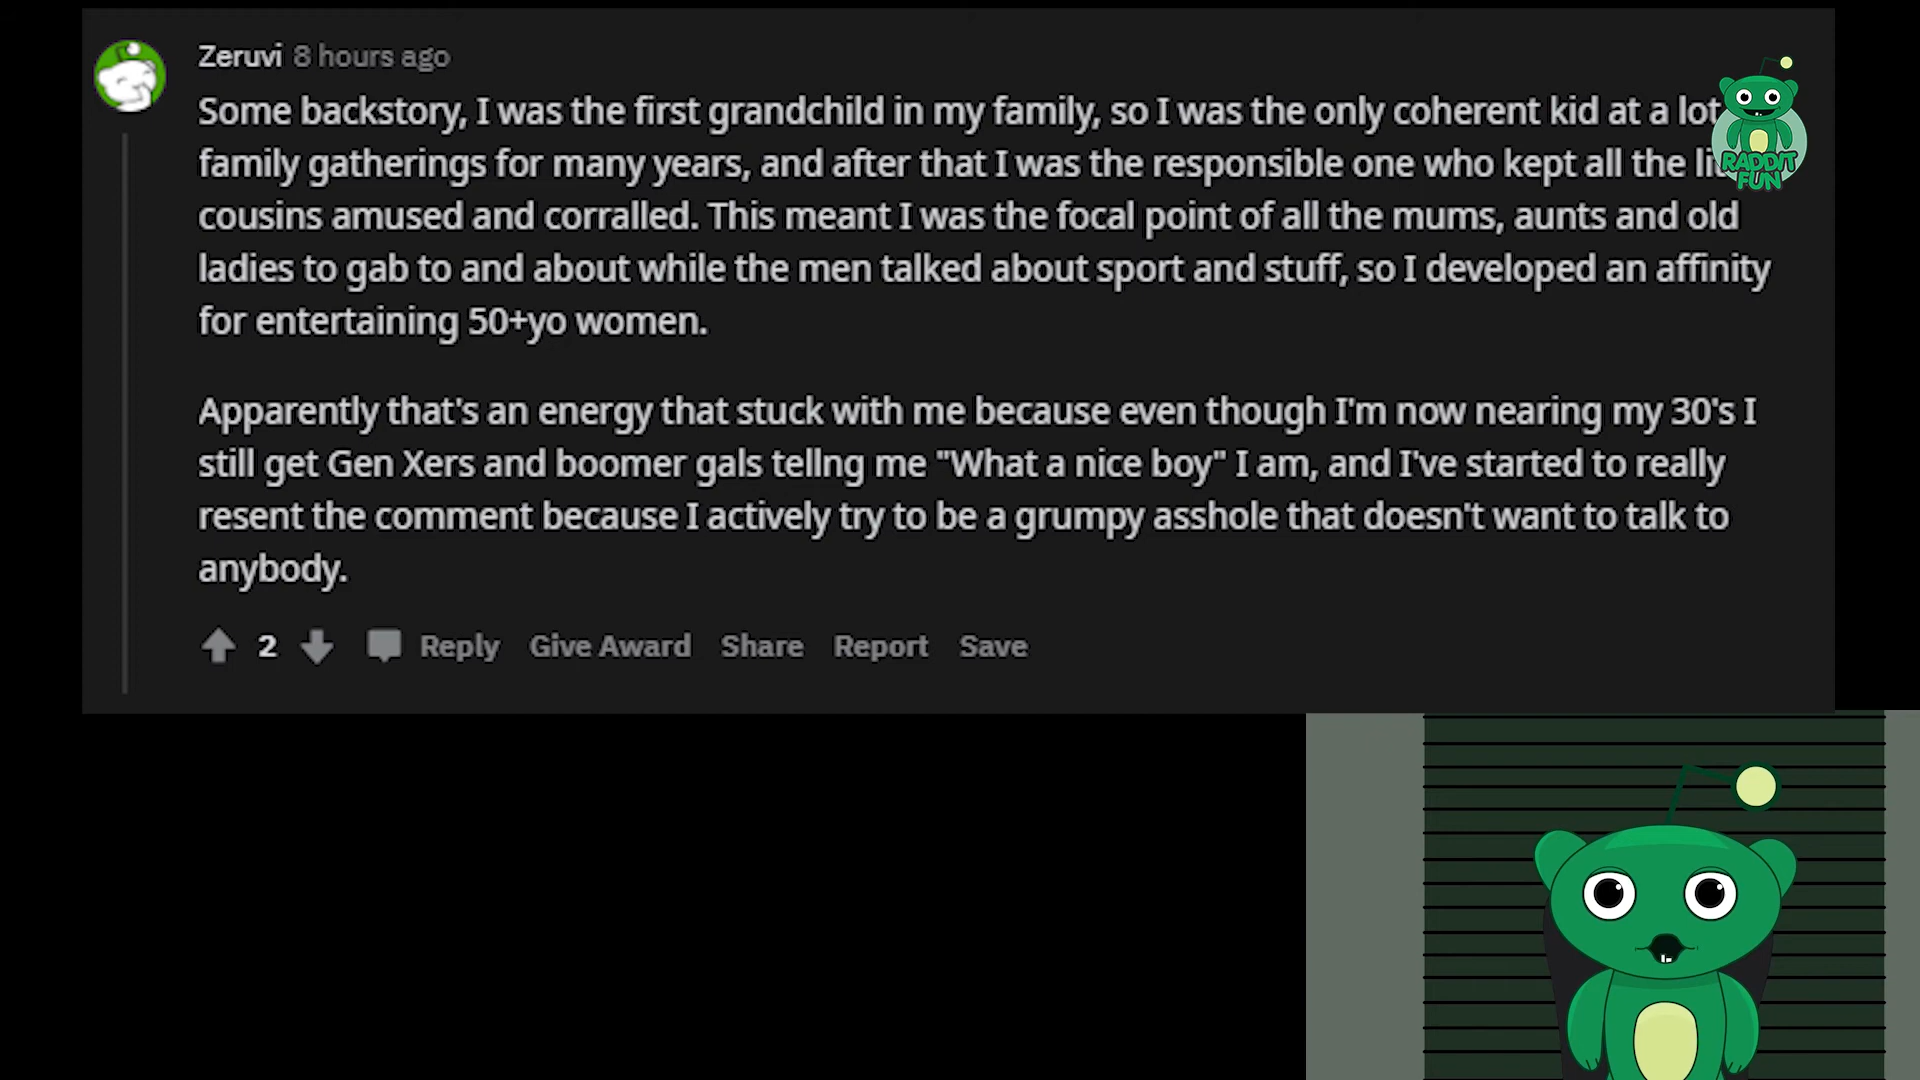 Zeruvi 8 hours ago
Some backstory, I was the first grandchild in my family, so I was the only coherent kid at a lot
family gatherings for many years, and after that I was the responsible one who kept all the
cousins amused and corralled. This meant I was the focal point of all the mums, aunts and old
ladies to gab to and about while the men talked about sport and stuff, so I developed an affinity
for entertaining 50+yo women.
Apparently that's an energy that stuck with me because even though I'm now nearing my 30's I
still get Gen Xers and boomer gals tellng me "What a nice boy" I am, and I've started to really
resent the comment because I actively try to be a grumpy asshole that doesn't want to talk to
anybody.
2 Reply Give Award Share Report Save
RADDIT
FUN